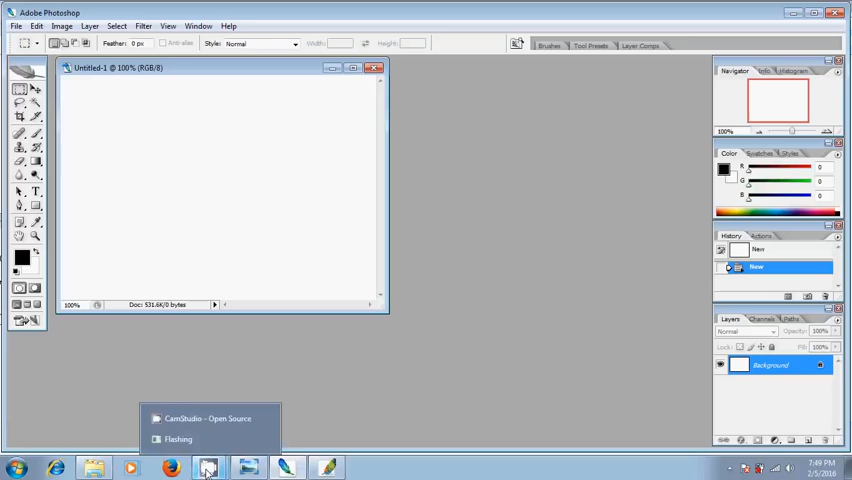 Adobe Photoshop
File Edit Image Layer Select Filter View Window Help
Feather: 0 px Anti-alias Style: Normal Width: Height: Brushes Tool Presets Layer Comps
Untitled-1 @ 100% (RGB/8)
Navigator Info Histogram
100%
Color Swatches Styles
R 0
G 0
B 0
History Actions
New
New
Layers Channels Paths
Normal Opacity: 100%
Lock: Fill: 100%
Background
100% Doc: 531.6K/0 bytes
CamStudio - Open Source
Flashing
7:49 PM
2/5/2016